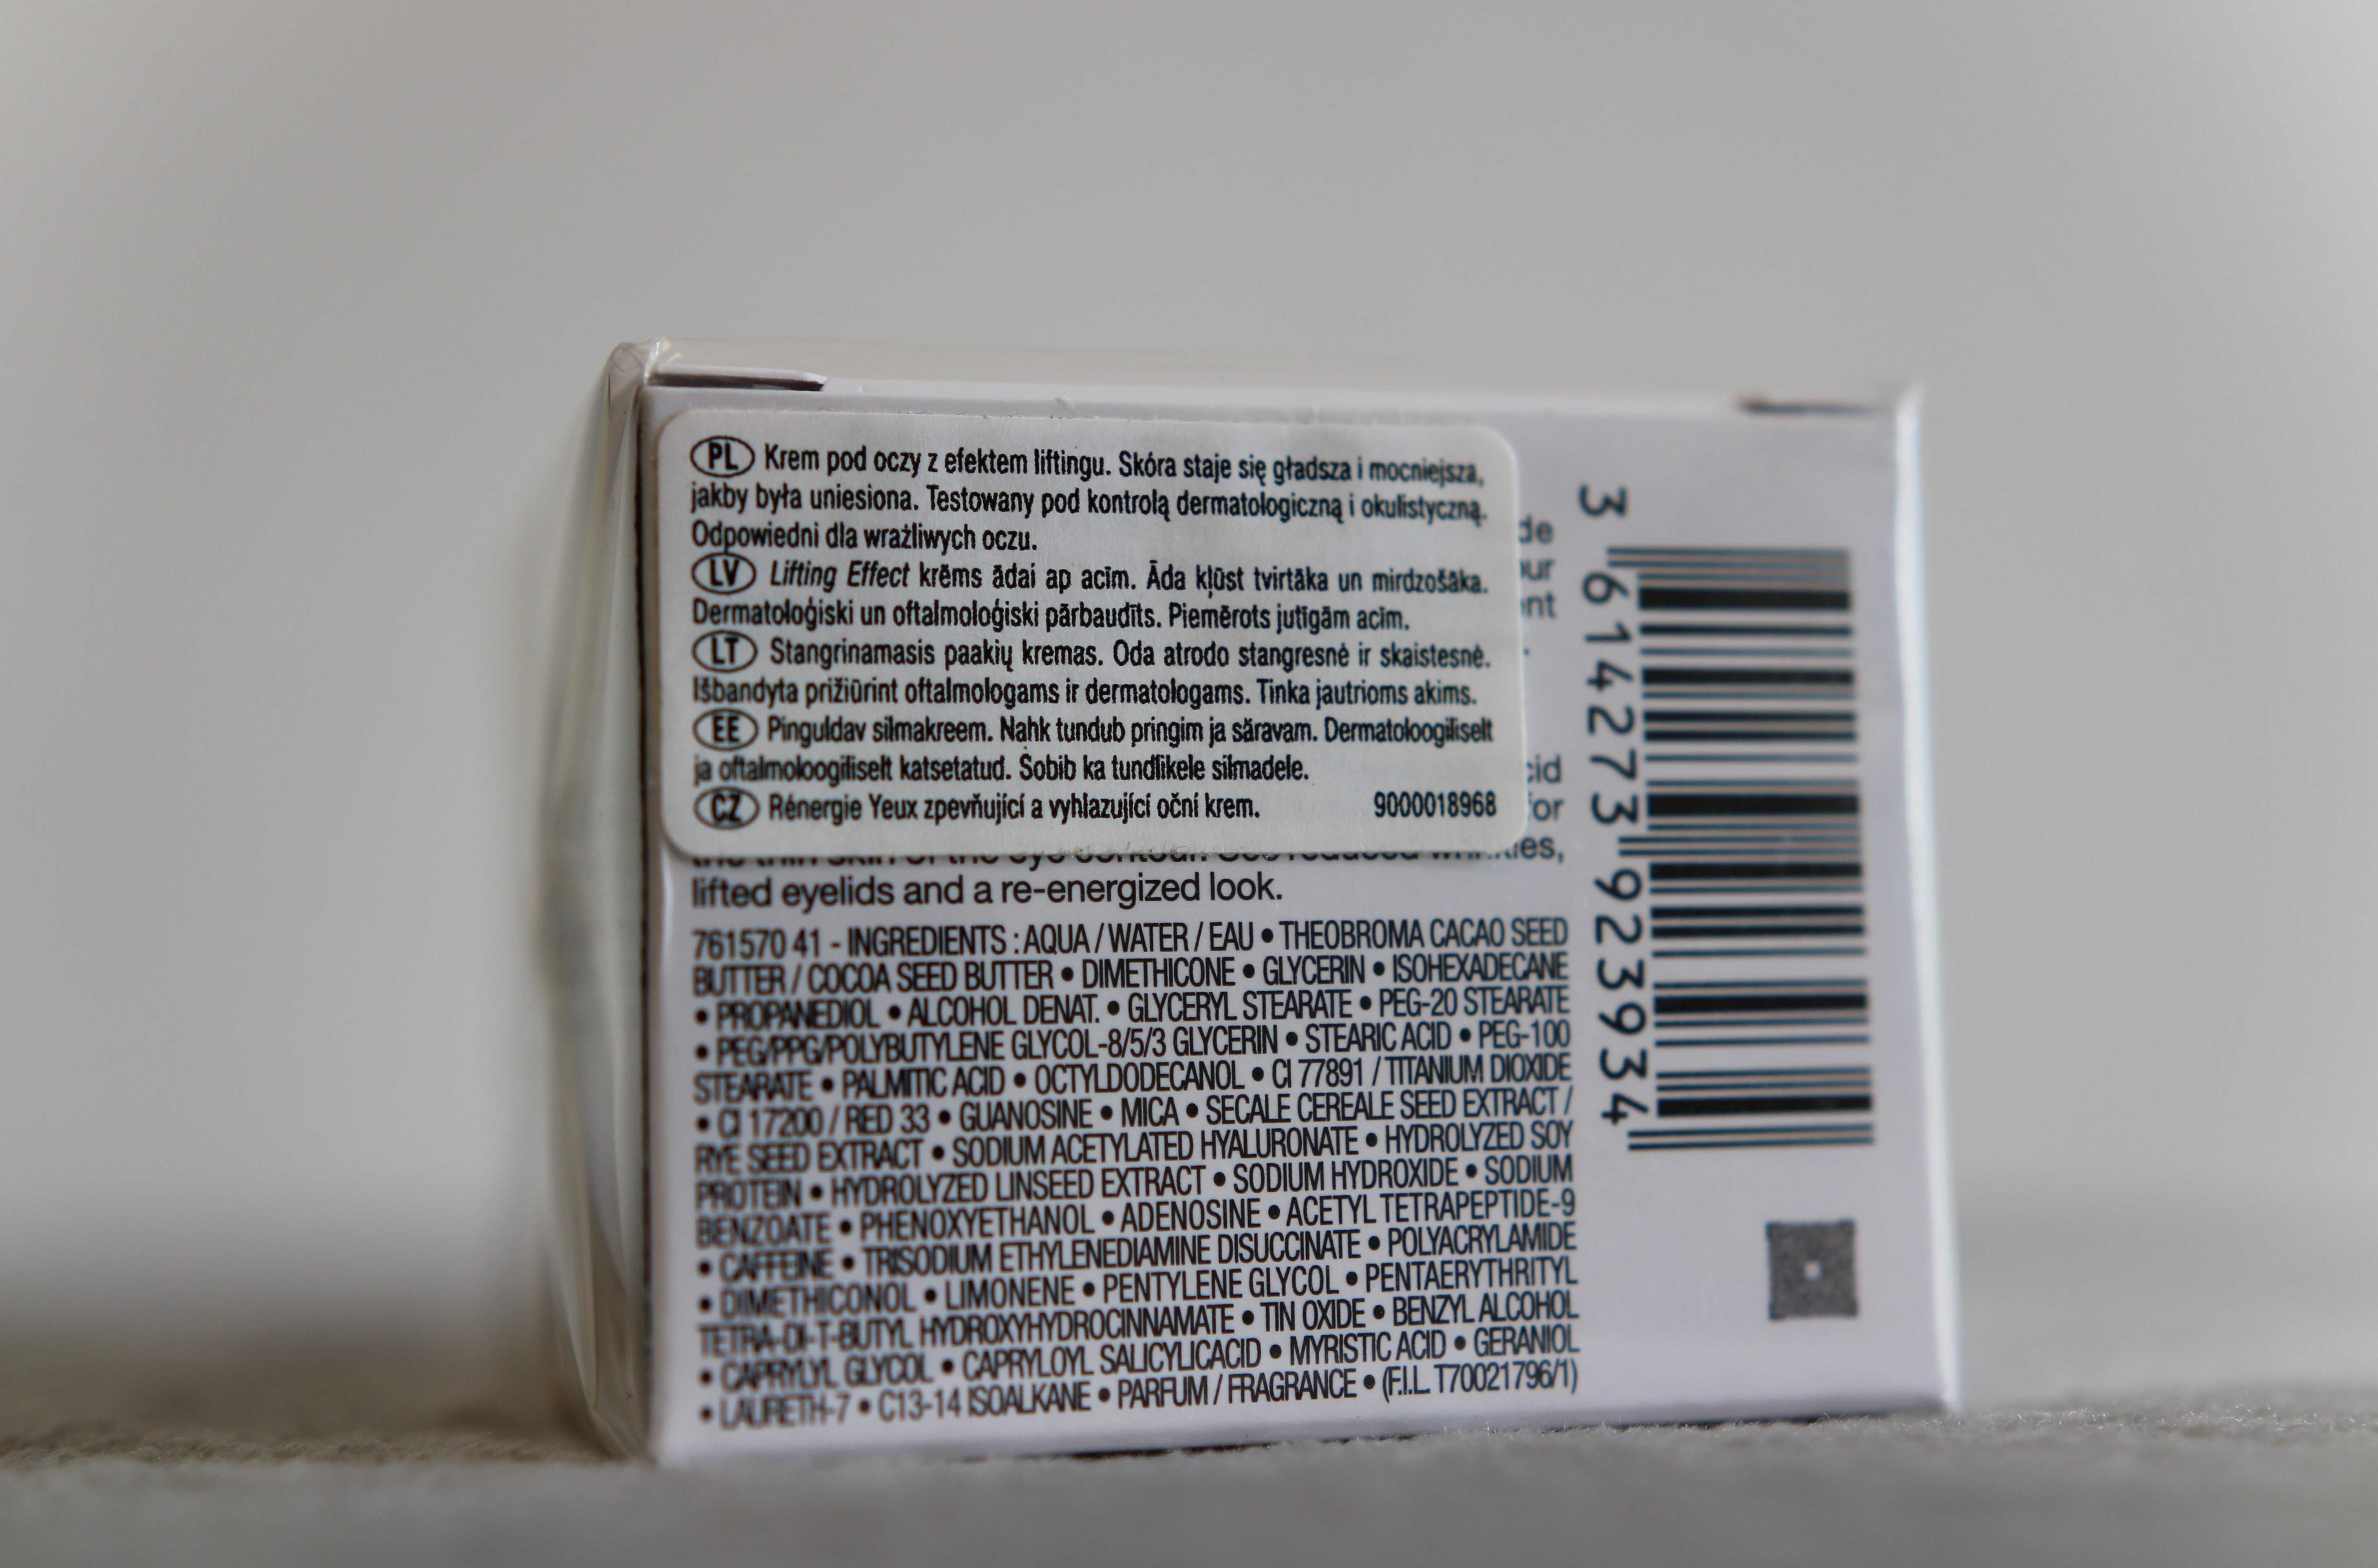 PL Krem pod oczy z efektem liftingu. Skóra staje się gładsza i mocniejsza,
jakby była uniesiona. Testowany pod kontrolą dermatologiczną i okulistyczną.
Odpowiedni dla wrażliwych oczu.
LV Lifting Effect krēms ādai ap acīm. Āda kļūst tvirtāka un mirdzošāka.
Dermatoloģiski un oftalmoloģiski pārbaudīts. Piemērots jutīgām acīm.
LT Stangrinamasis paakių kremas. Oda atrodo stangresnė ir skaistesnė.
Išbandyta prižiūrint oftalmologams ir dermatologams. Tinka jautrioms akims.
EE Pinguldav silmakreem. Nahk tundub pringim ja säravam. Dermatoloogiliselt
ja oftalmoloogiliselt katsetatud. Sobib ka tundlikele silmadele.
CZ Rénergie Yeux zpevňující a vyhlazující oční krem. 9000018968
lifted eyelids and a re-energized look.
761570 41 - INGREDIENTS : AQUA / WATER / EAU • THEOBROMA CACAO SEED
BUTTER / COCOA SEED BUTTER • DIMETHICONE • GLYCERIN • ISOHEXADECANE
• PROPANEDIOL • ALCOHOL DENAT. • GLYCERYL STEARATE • PEG-20 STEARATE
• PEG/PPG/POLYBUTYLENE GLYCOL-8/5/3 GLYCERIN • STEARIC ACID • PEG-100
STEARATE • PALMITIC ACID • OCTYLDODECANOL • CI 77891 / TITANIUM DIOXIDE
• CI 17200 / RED 33 • GUANOSINE • MICA • SECALE CEREALE SEED EXTRACT /
RYE SEED EXTRACT • SODIUM ACETYLATED HYALURONATE • HYDROLYZED SOY
PROTEIN • HYDROLYZED LINSEED EXTRACT • SODIUM HYDROXIDE • SODIUM
BENZOATE • PHENOXYETHANOL • ADENOSINE • ACETYL TETRAPEPTIDE-9
• CAFFEINE • TRISODIUM ETHYLENEDIAMINE DISUCCINATE • POLYACRYLAMIDE
• DIMETHICONOL • LIMONENE • PENTYLENE GLYCOL • PENTAERYTHRITYL
TETRA-DI-T-BUTYL HYDROXYHYDROCINNAMATE • TIN OXIDE • BENZYL ALCOHOL
• CAPRYLYL GLYCOL • CAPRYLOYL SALICYLICACID • MYRISTIC ACID • GERANIOL
• LAURETH-7 • C13-14 ISOALKANE • PARFUM / FRAGRANCE • (F.I.L. T70021796/1)
3 614273 923934